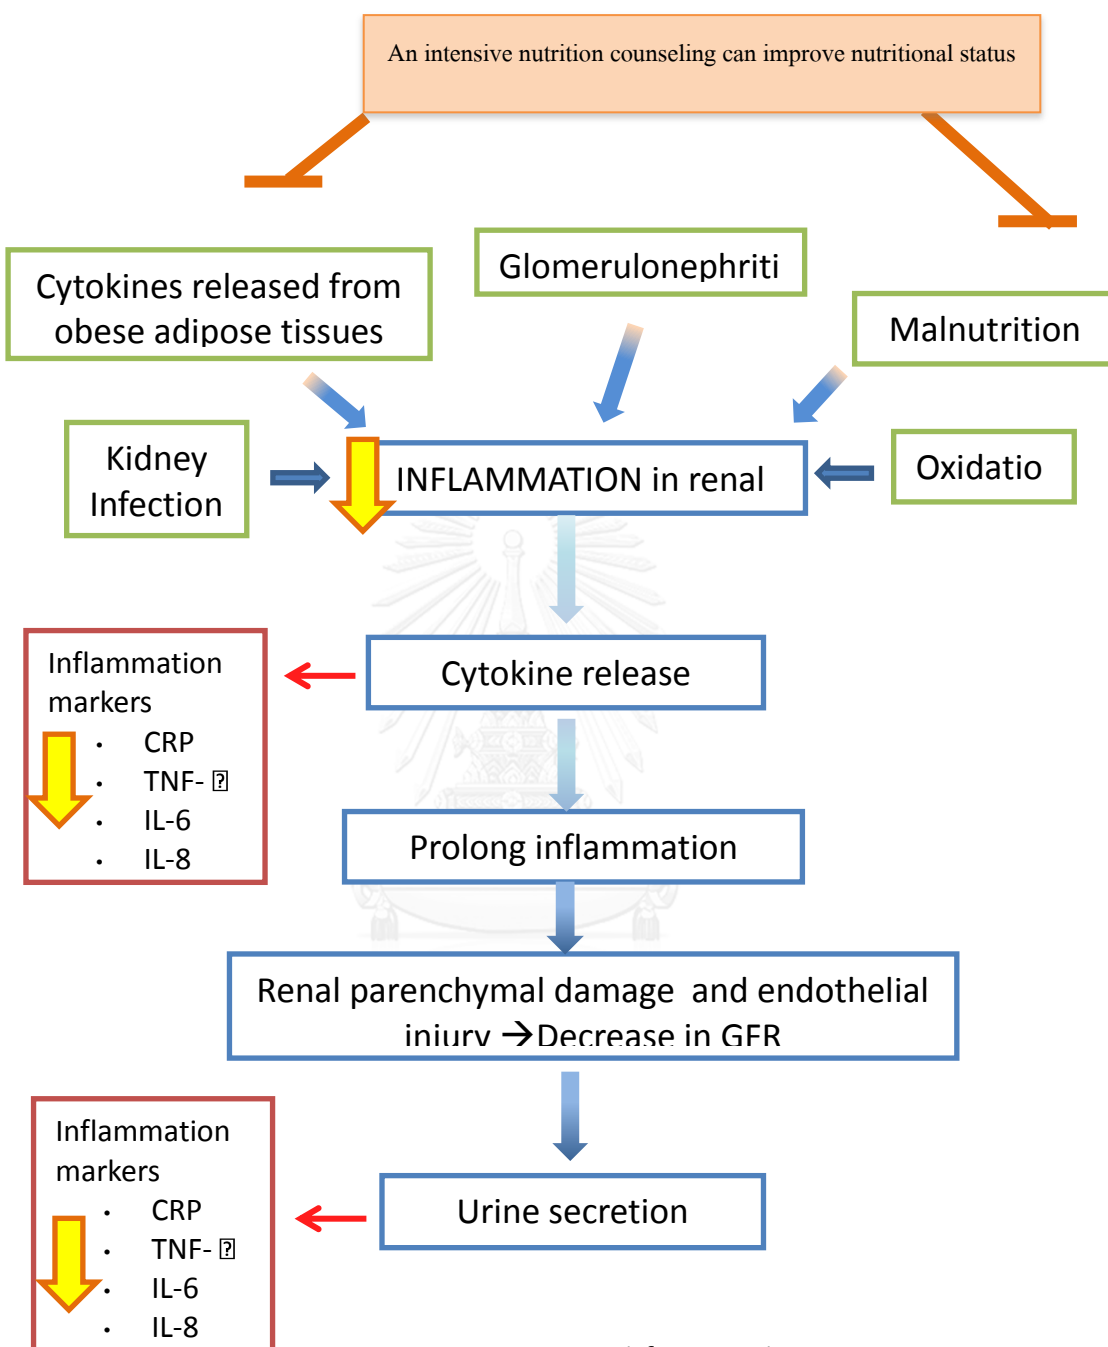 An intensive nutrition counseling can improve nutritional status
Cytokines released from
obese adipose tissues
Glomerulonephriti
Malnutrition
Kidney
Infection
INFLAMMATION in renal
Oxidatio
Cytokine release
Inflammation
markers
• CRP
• TNF- �
• IL-6
• IL-8
Prolong inflammation
Renal parenchymal damage and endothelial
injury →Decrease in GFR
Urine secretion
Inflammation
markers
• CRP
• TNF- �
• IL-6
• IL-8